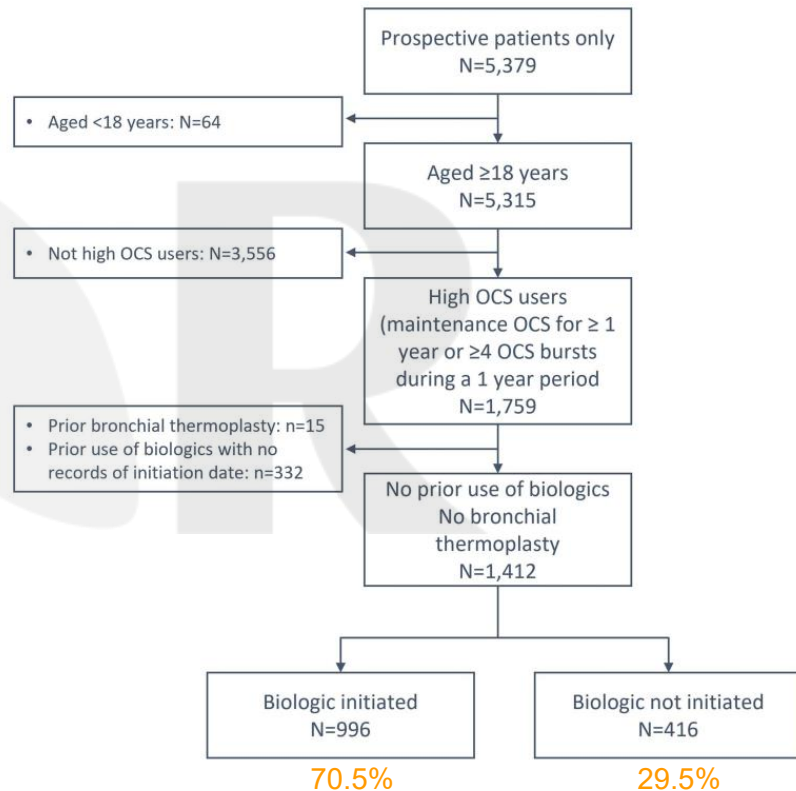 Prospective patients only
N=5,379
• Aged <18 years: N=64
Aged ≥18 years
N=5,315
• Not high OCS users: N=3,556
High OCS users
(maintenance OCS for ≥ 1
year or ≥4 OCS bursts
during a 1 year period
N=1,759
• Prior bronchial thermoplasty: n=15
• Prior use of biologics with no
records of initiation date: n=332
No prior use of biologics
No bronchial
thermoplasty
N=1,412
Biologic initiated
N=996
Biologic not initiated
N=416
70.5%
29.5%